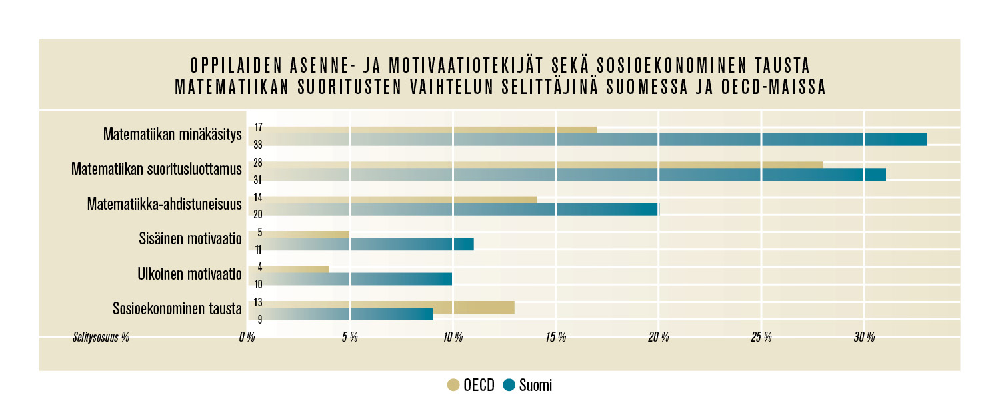 OPPILAIDEN ASENNE- JA MOTIVAATIOTEKIJÄT SEKÄ SOSIOEKONOMINEN TAUSTA
MATEMATIIKAN SUORITUSTEN VAIHTELUN SELITTÄJINÄ SUOMESSA JA OECD-MAISSA
Matematiikan minäkäsitys
17
33
Matematiikan suoritusluottamus
28
31
Matematiikka-ahdistuneisuus
14
20
Sisäinen motivaatio
5
11
Ulkoinen motivaatio
4
10
Sosioekonominen tausta
13
9
Selitysosuus % 0 % 5 % 10 % 15 % 20 % 25 % 30 %
OECD Suomi